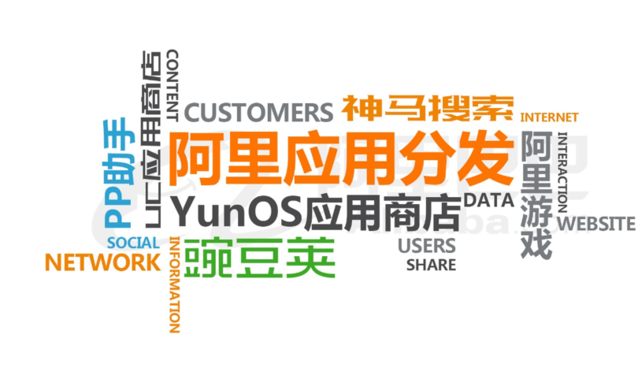 CONTENT
UC应用商店
PP助手
CUSTOMERS
神马搜索
INTERNET
阿里应用分发
INTERACTION
阿里游戏
YunOS应用商店
DATA
WEBSITE
SOCIAL
NETWORK
INFORMATION
豌豆荚
USERS
SHARE